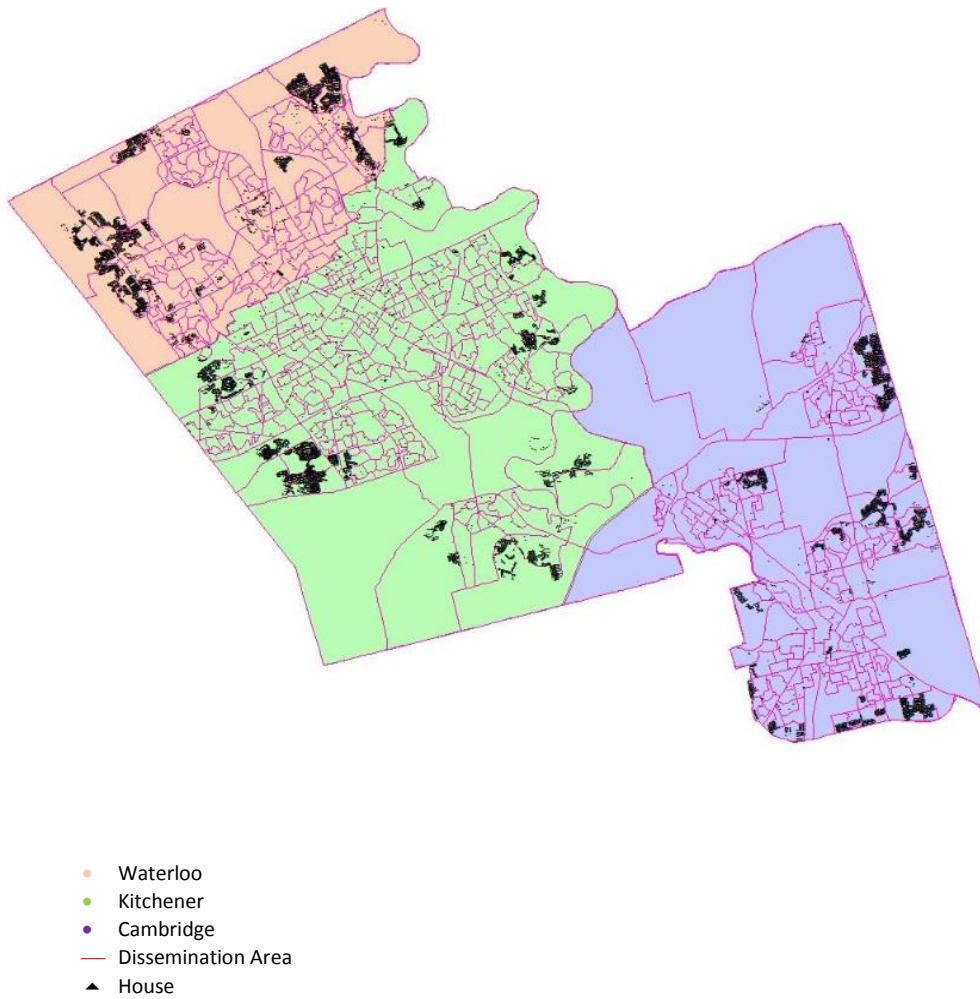 Waterloo
Kitchener
Cambridge
Dissemination Area
House